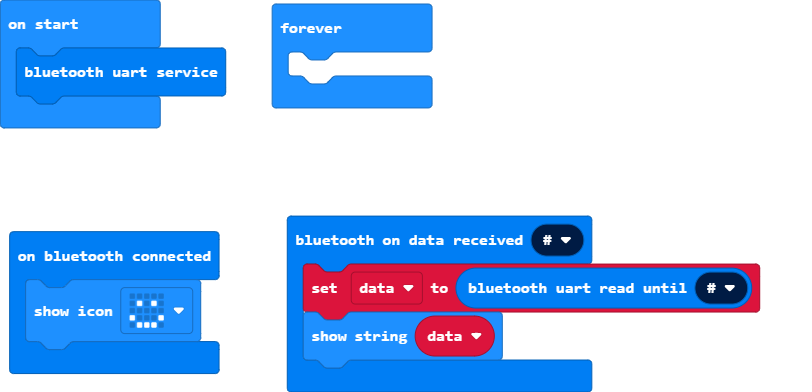 on start
bluetooth uart service
forever
on bluetooth connected
show icon
bluetooth on data received #
set data to bluetooth uart read until #
show string data